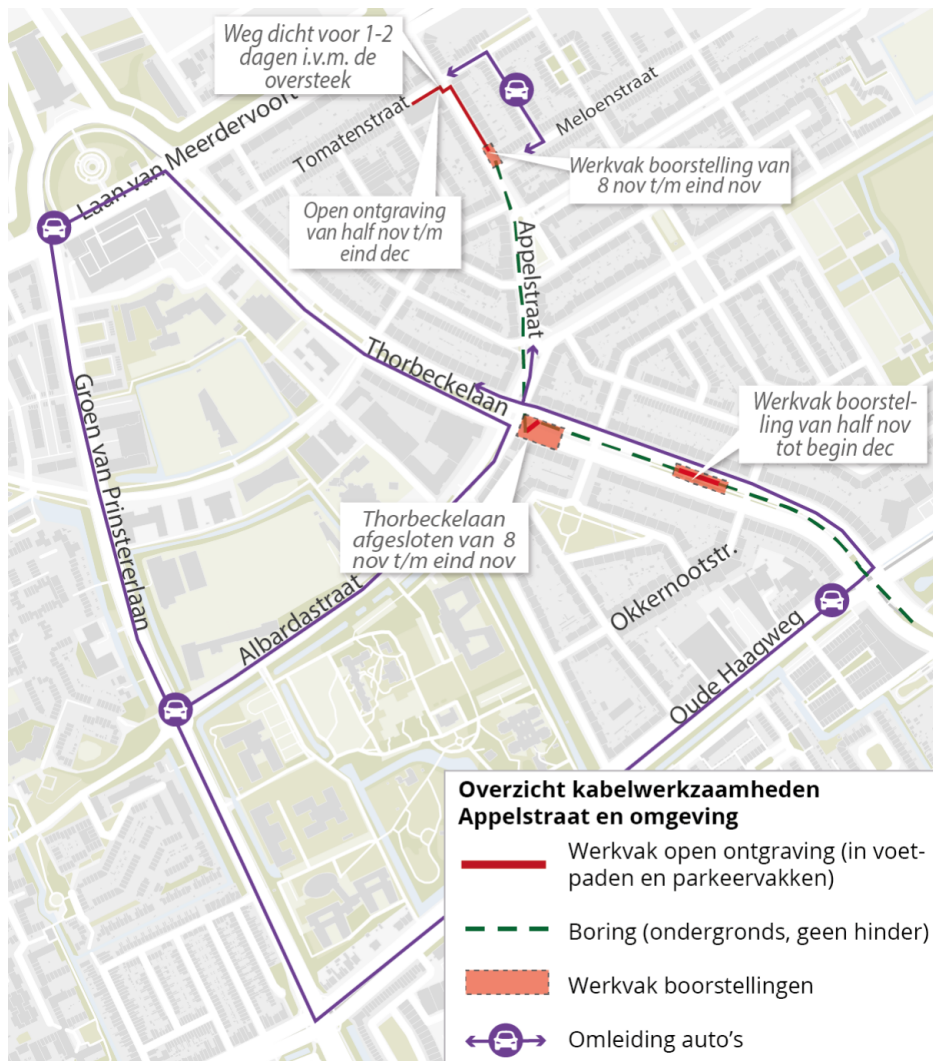 Weg dicht voor 1-2
dagen i.v.m. de
oversteek
Laan van Meerdervoort
Tomatenstraat
Meloenstraat
Werkvak boorstelling van
8 nov t/m eind nov
Open ontgraving
van half nov t/m
eind dec
Appelstraat
Thorbeckelaan
Groen van Prinstererlaan
Werkvak boorstel-
ling van half nov
tot begin dec
Thorbeckelaan
afgesloten van 8
nov t/m eind nov
Albardastraat
Okkernootstr.
Oude Haagweg
Overzicht kabelwerkzaamheden
Appelstraat en omgeving
Werkvak open ontgraving (in voet-
paden en parkeervakken)
Boring (ondergronds, geen hinder)
Werkvak boorstellingen
Omleiding auto's